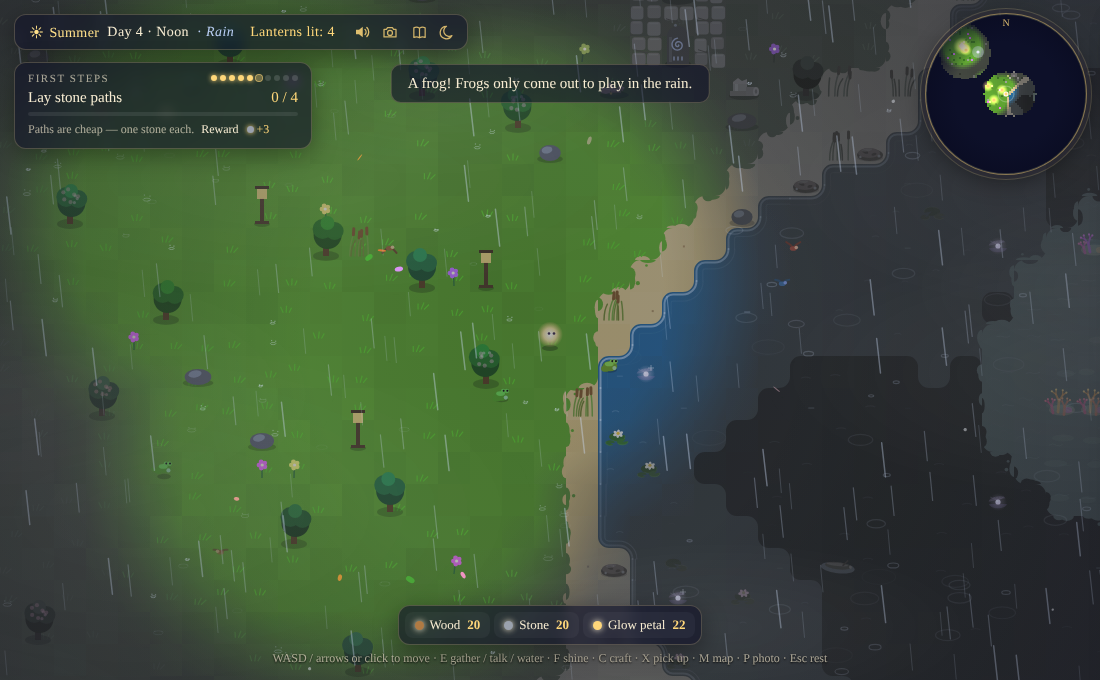 Summer Day 4 · Noon · Rain Lanterns lit: 4
FIRST STEPS
Lay stone paths 0 / 4
Paths are cheap — one stone each. Reward +3
A frog! Frogs only come out to play in the rain.
N
Wood 20 Stone 20 Glow petal 22
WASD / arrows or click to move · E gather / talk / water · F shine · C craft · X pick up · M map · P photo · Esc rest